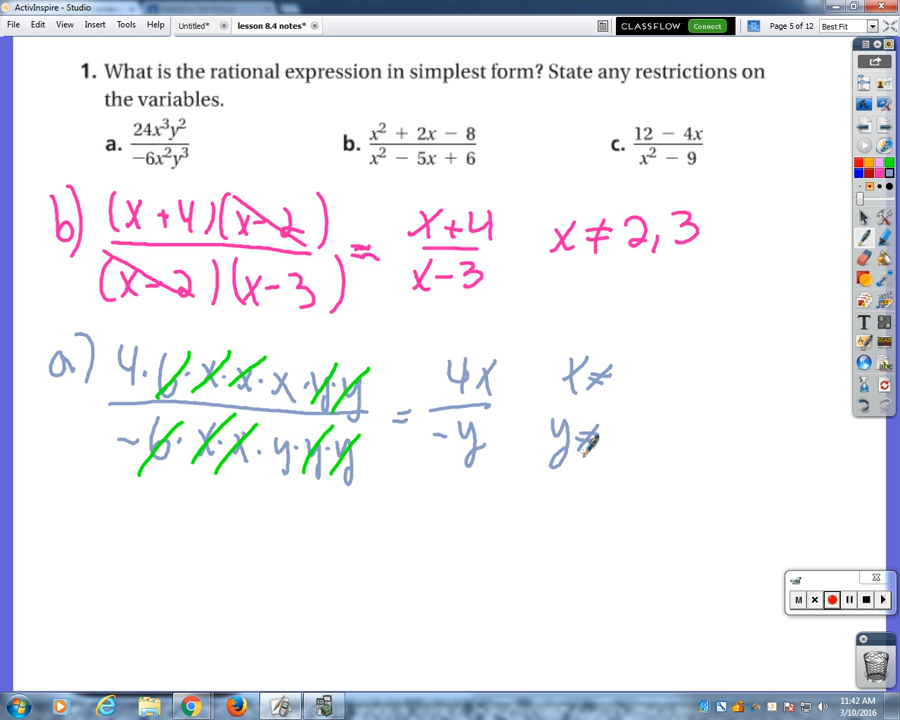 ActivInspire - Studio
File Edit View Insert Tools Help Untitled* lesson 8.4 notes* CLASSFLOW Connect Page 5 of 12 Best Fit
1. What is the rational expression in simplest form? State any restrictions on
the variables.
a. 24x³y² / −6x²y³ b. x² + 2x − 8 / x² − 5x + 6 c. 12 − 4x / x² − 9
b) (x+4)(x-2) / (x-2)(x-3) = x+4 / x-3 x≠2,3
a) 4·6·x·x·x·y·y / -6·x·x·y·y·y = 4x / -y x≠
y≠
M
T
11:42 AM
3/10/2016